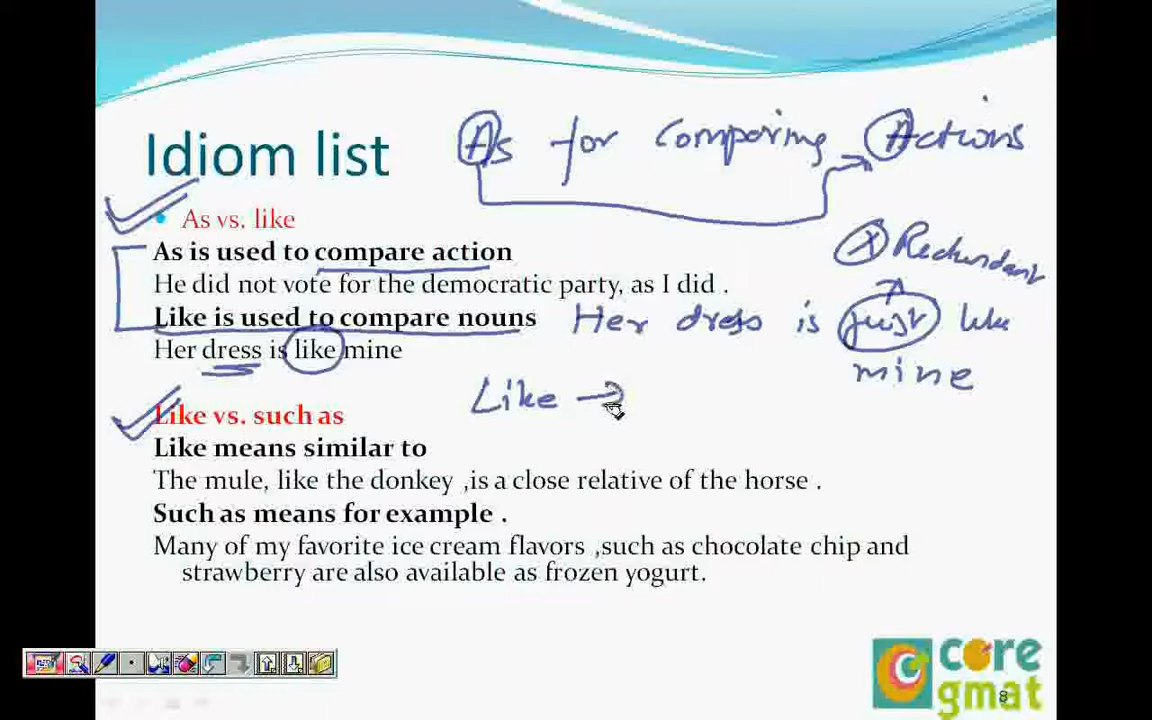 As for comparing Actions
Idiom list
• As vs. like
As is used to compare action
X Redundant
He did not vote for the democratic party, as I did .
Like is used to compare nouns
Her dress is just like
mine
Her dress is like mine
Like →
Like vs. such as
Like means similar to
The mule, like the donkey ,is a close relative of the horse .
Such as means for example .
Many of my favorite ice cream flavors ,such as chocolate chip and
strawberry are also available as frozen yogurt.
core
gmat
8